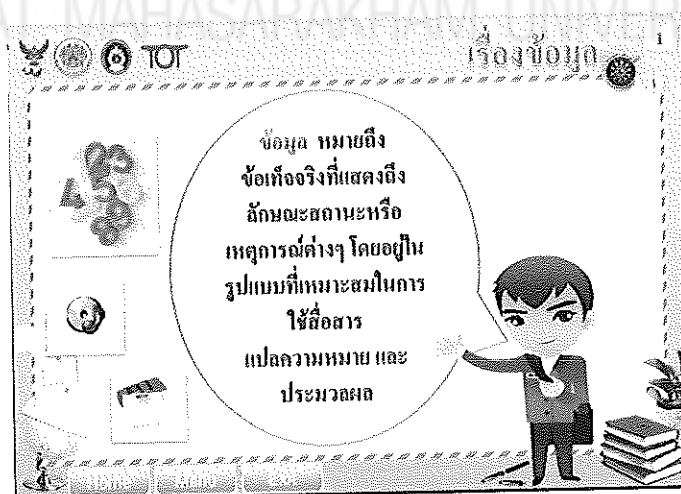 MAHASARAKHAM UNIVER
1
TOT
เรื่องข้อมูล
ข้อมูล หมายถึง
ข้อเท็จจริงที่แสดงถึง
ลักษณะสถานะหรือ
เหตุการณ์ต่างๆ โดยอยู่ใน
รูปแบบที่เหมาะสมในการ
ใช้สื่อสาร
แปลความหมาย และ
ประมวลผล